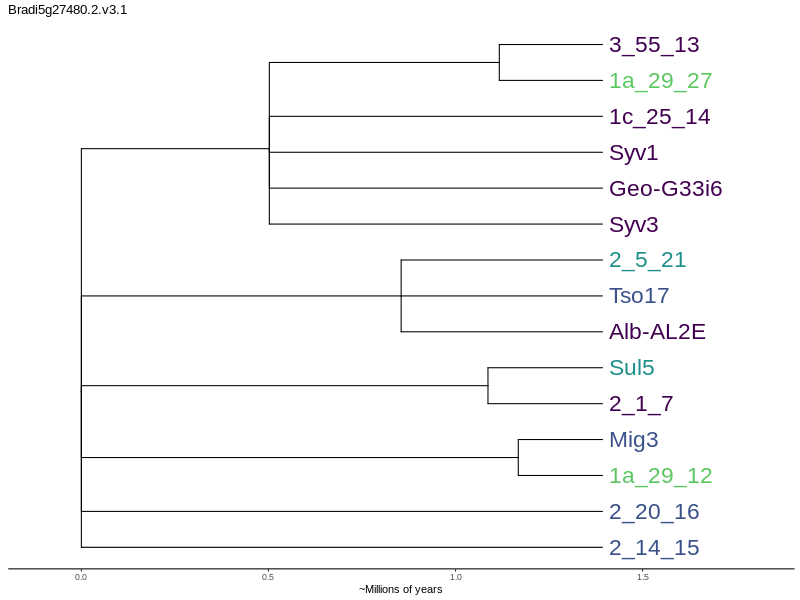 Bradi5g27480.2.v3.1
3_55_13
1a_29_27
1c_25_14
Syv1
Geo-G33i6
Syv3
2_5_21
Tso17
Alb-AL2E
Sul5
2_1_7
Mig3
1a_29_12
2_20_16
2_14_15
0.0 0.5 1.0 1.5
~Millions of years